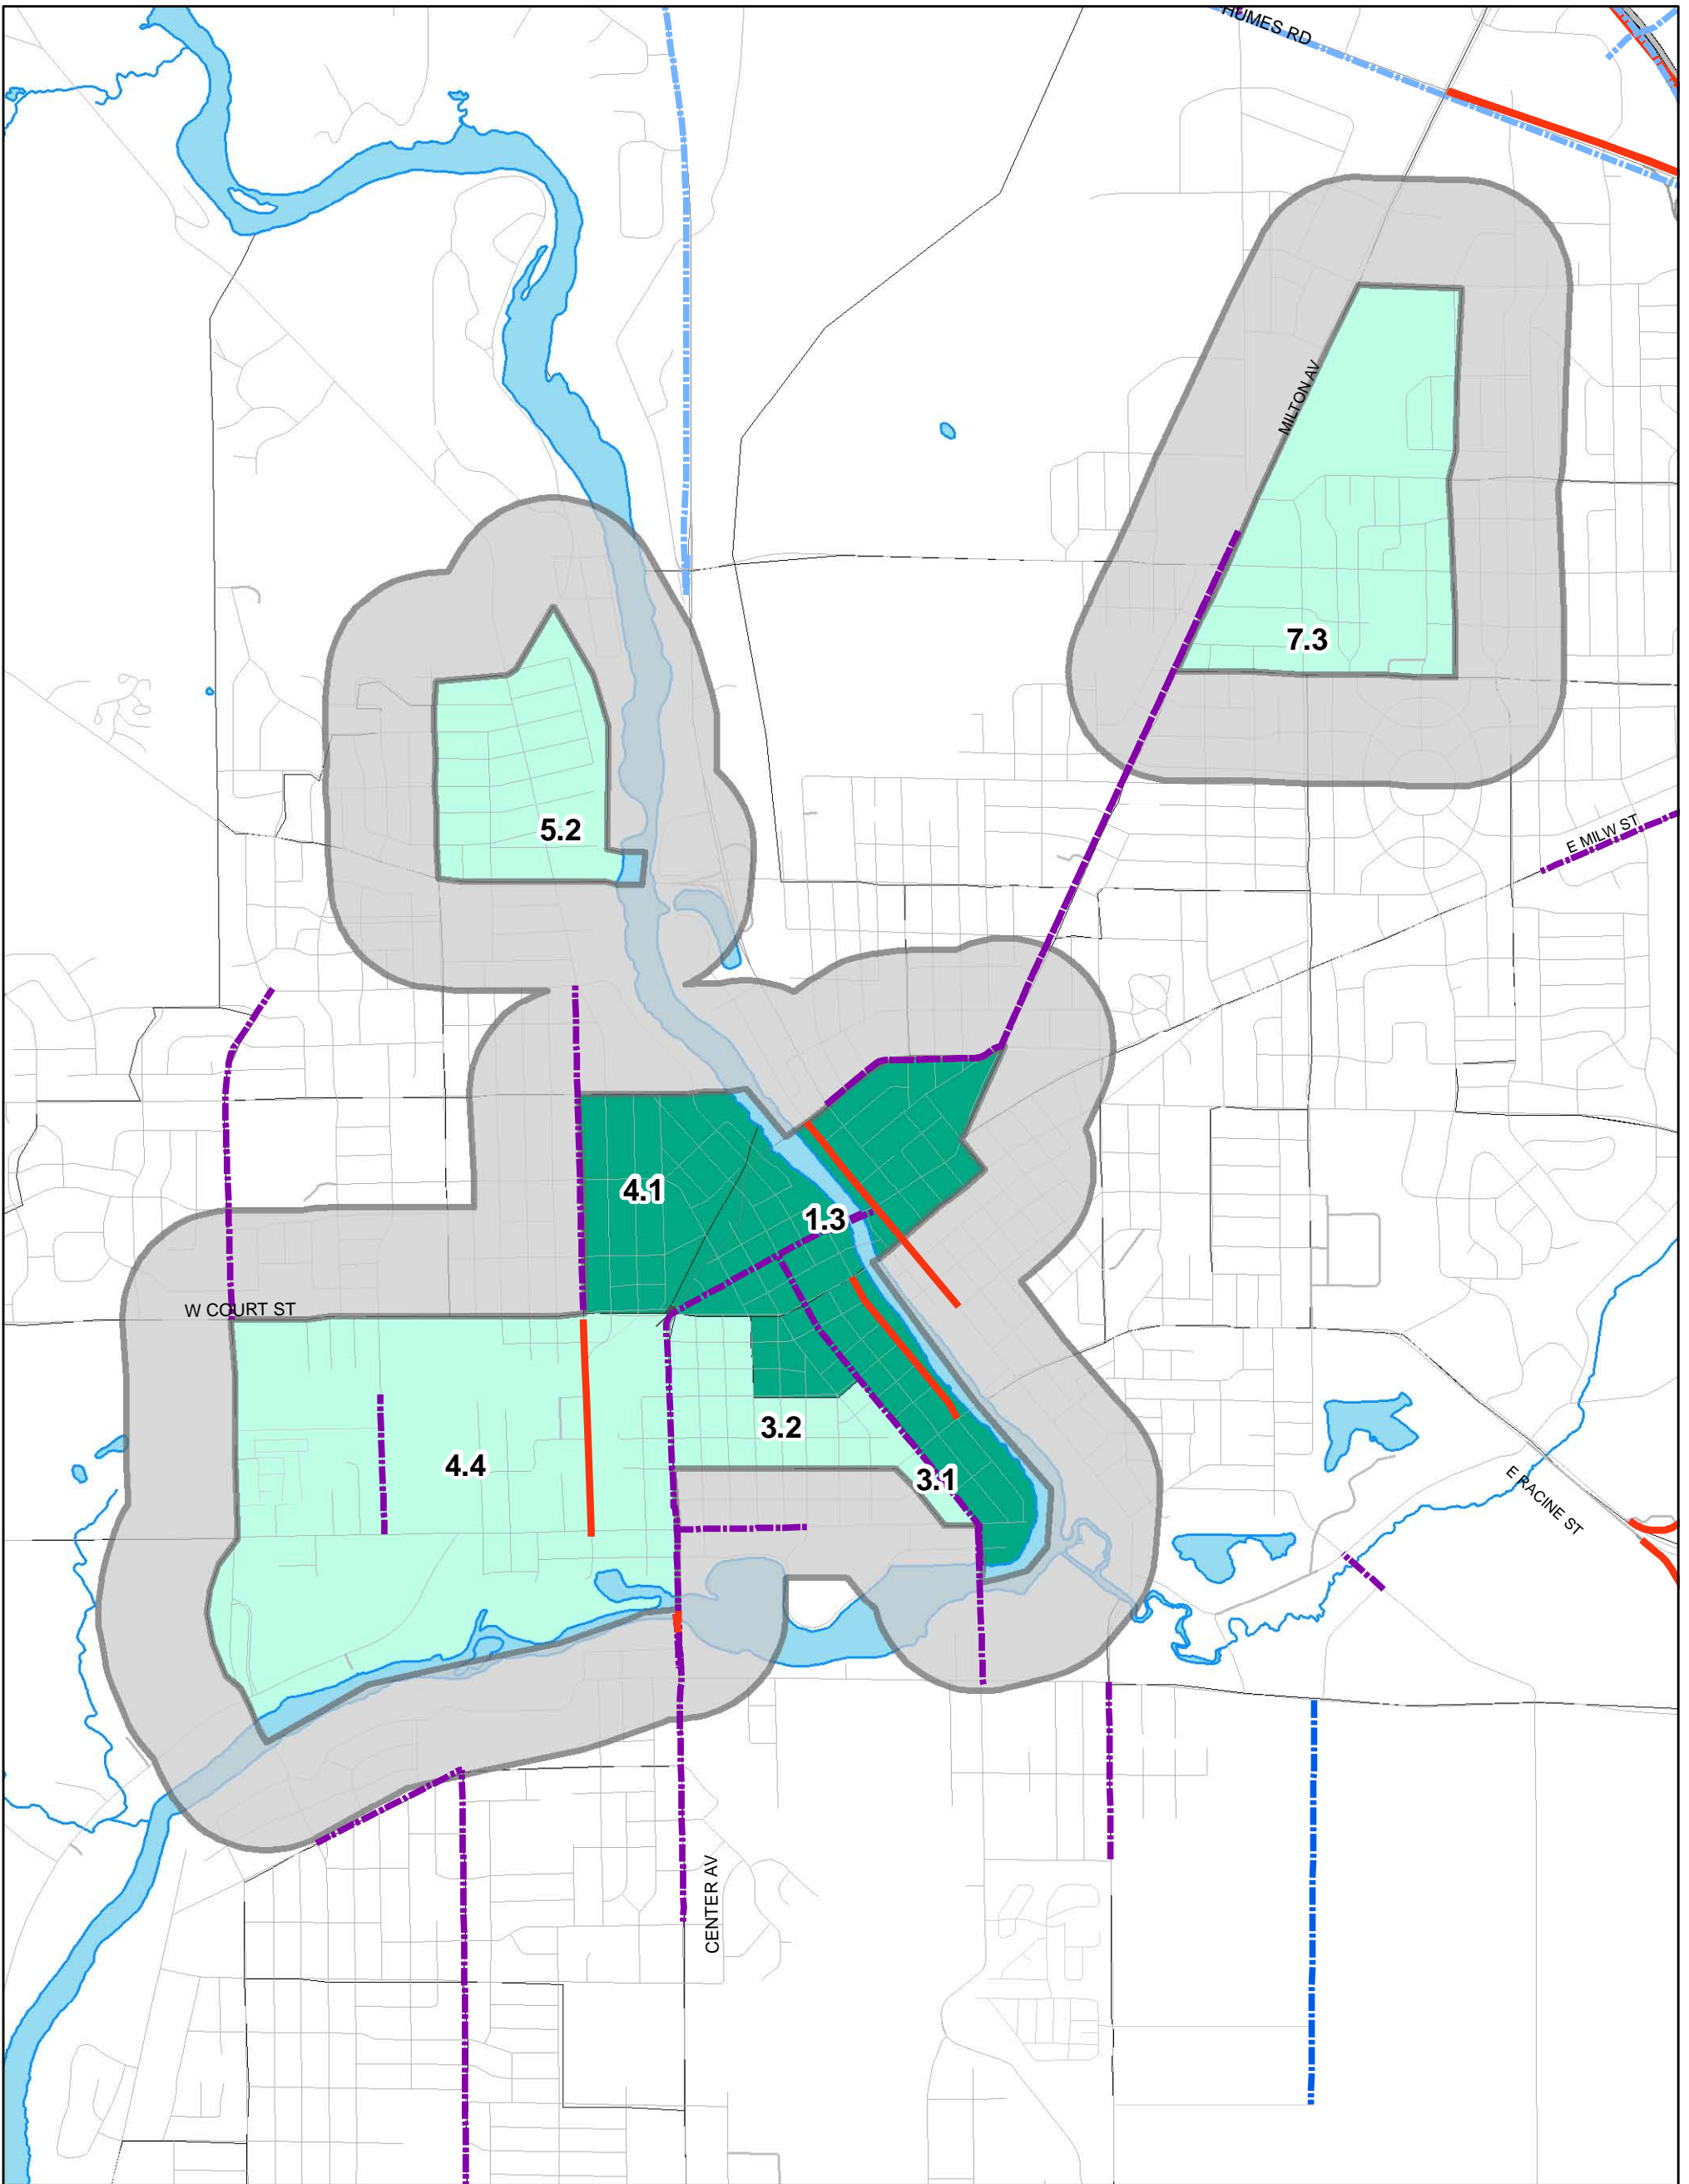 HUMES RD
MILTON AV
7.3
5.2
E MILW ST
4.1
1.3
W COURT ST
3.2
4.4
3.1
E RACINE ST
CENTER AV